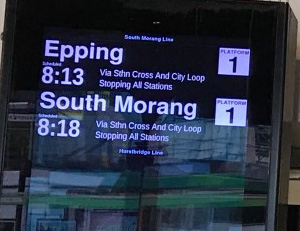 South Morang Line
Epping
PLATFORM
1
Scheduled
8:13
Via Sthn Cross And City Loop
Stopping All Stations
South Morang
PLATFORM
1
Scheduled
8:18
Via Sthn Cross And City Loop
Stopping All Stations
Hurstbridge Line